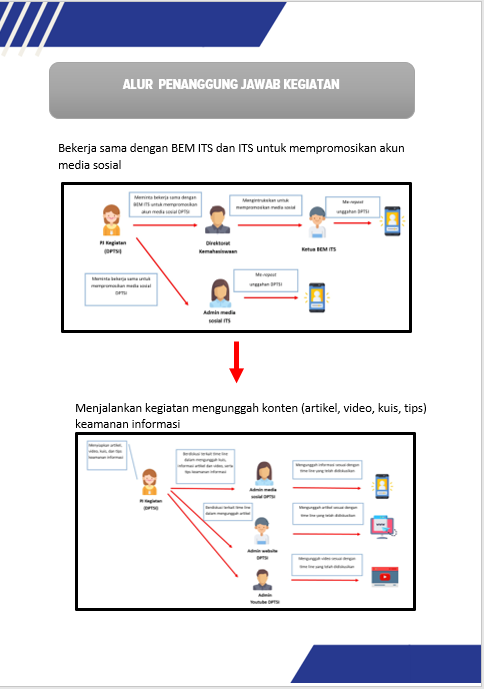 ALUR PENANGGUNG JAWAB KEGIATAN
Bekerja sama dengan BEM ITS dan ITS untuk mempromosikan akun
media sosial
Meminta bekerja sama dengan
BEM ITS untuk mempromosikan
akun media sosial DPTSI
Menginstruksikan untuk
mempromosikan media sosial
Me-repost
unggahan DPTSI
PJ Kegiatan
(DPTSI)
Direktorat
Kemahasiswaan
Ketua BEM ITS
Meminta bekerja sama untuk
mempromosikan media sosial
DPTSI
Me-repost
unggahan DPTSI
Admin media
sosial ITS
Menjalankan kegiatan mengunggah konten (artikel, video, kuis, tips)
keamanan informasi
Menyiapkan artikel,
video, kuis, dan tips
keamanan informasi
PJ Kegiatan
(DPTSI)
Berdiskusi terkait time line
dalam mengunggah kuis,
informasi artikel dan video, serta
tips keamanan informasi
Admin media
sosial DPTSI
Mengunggah informasi sesuai dengan
time line yang telah didiskusikan
Berdiskusi terkait time line
dalam mengunggah artikel
Admin website
DPTSI
Mengunggah artikel sesuai dengan
time line yang telah didiskusikan
Admin
Youtube DPTSI
Mengunggah video sesuai dengan
time line yang telah didiskusikan